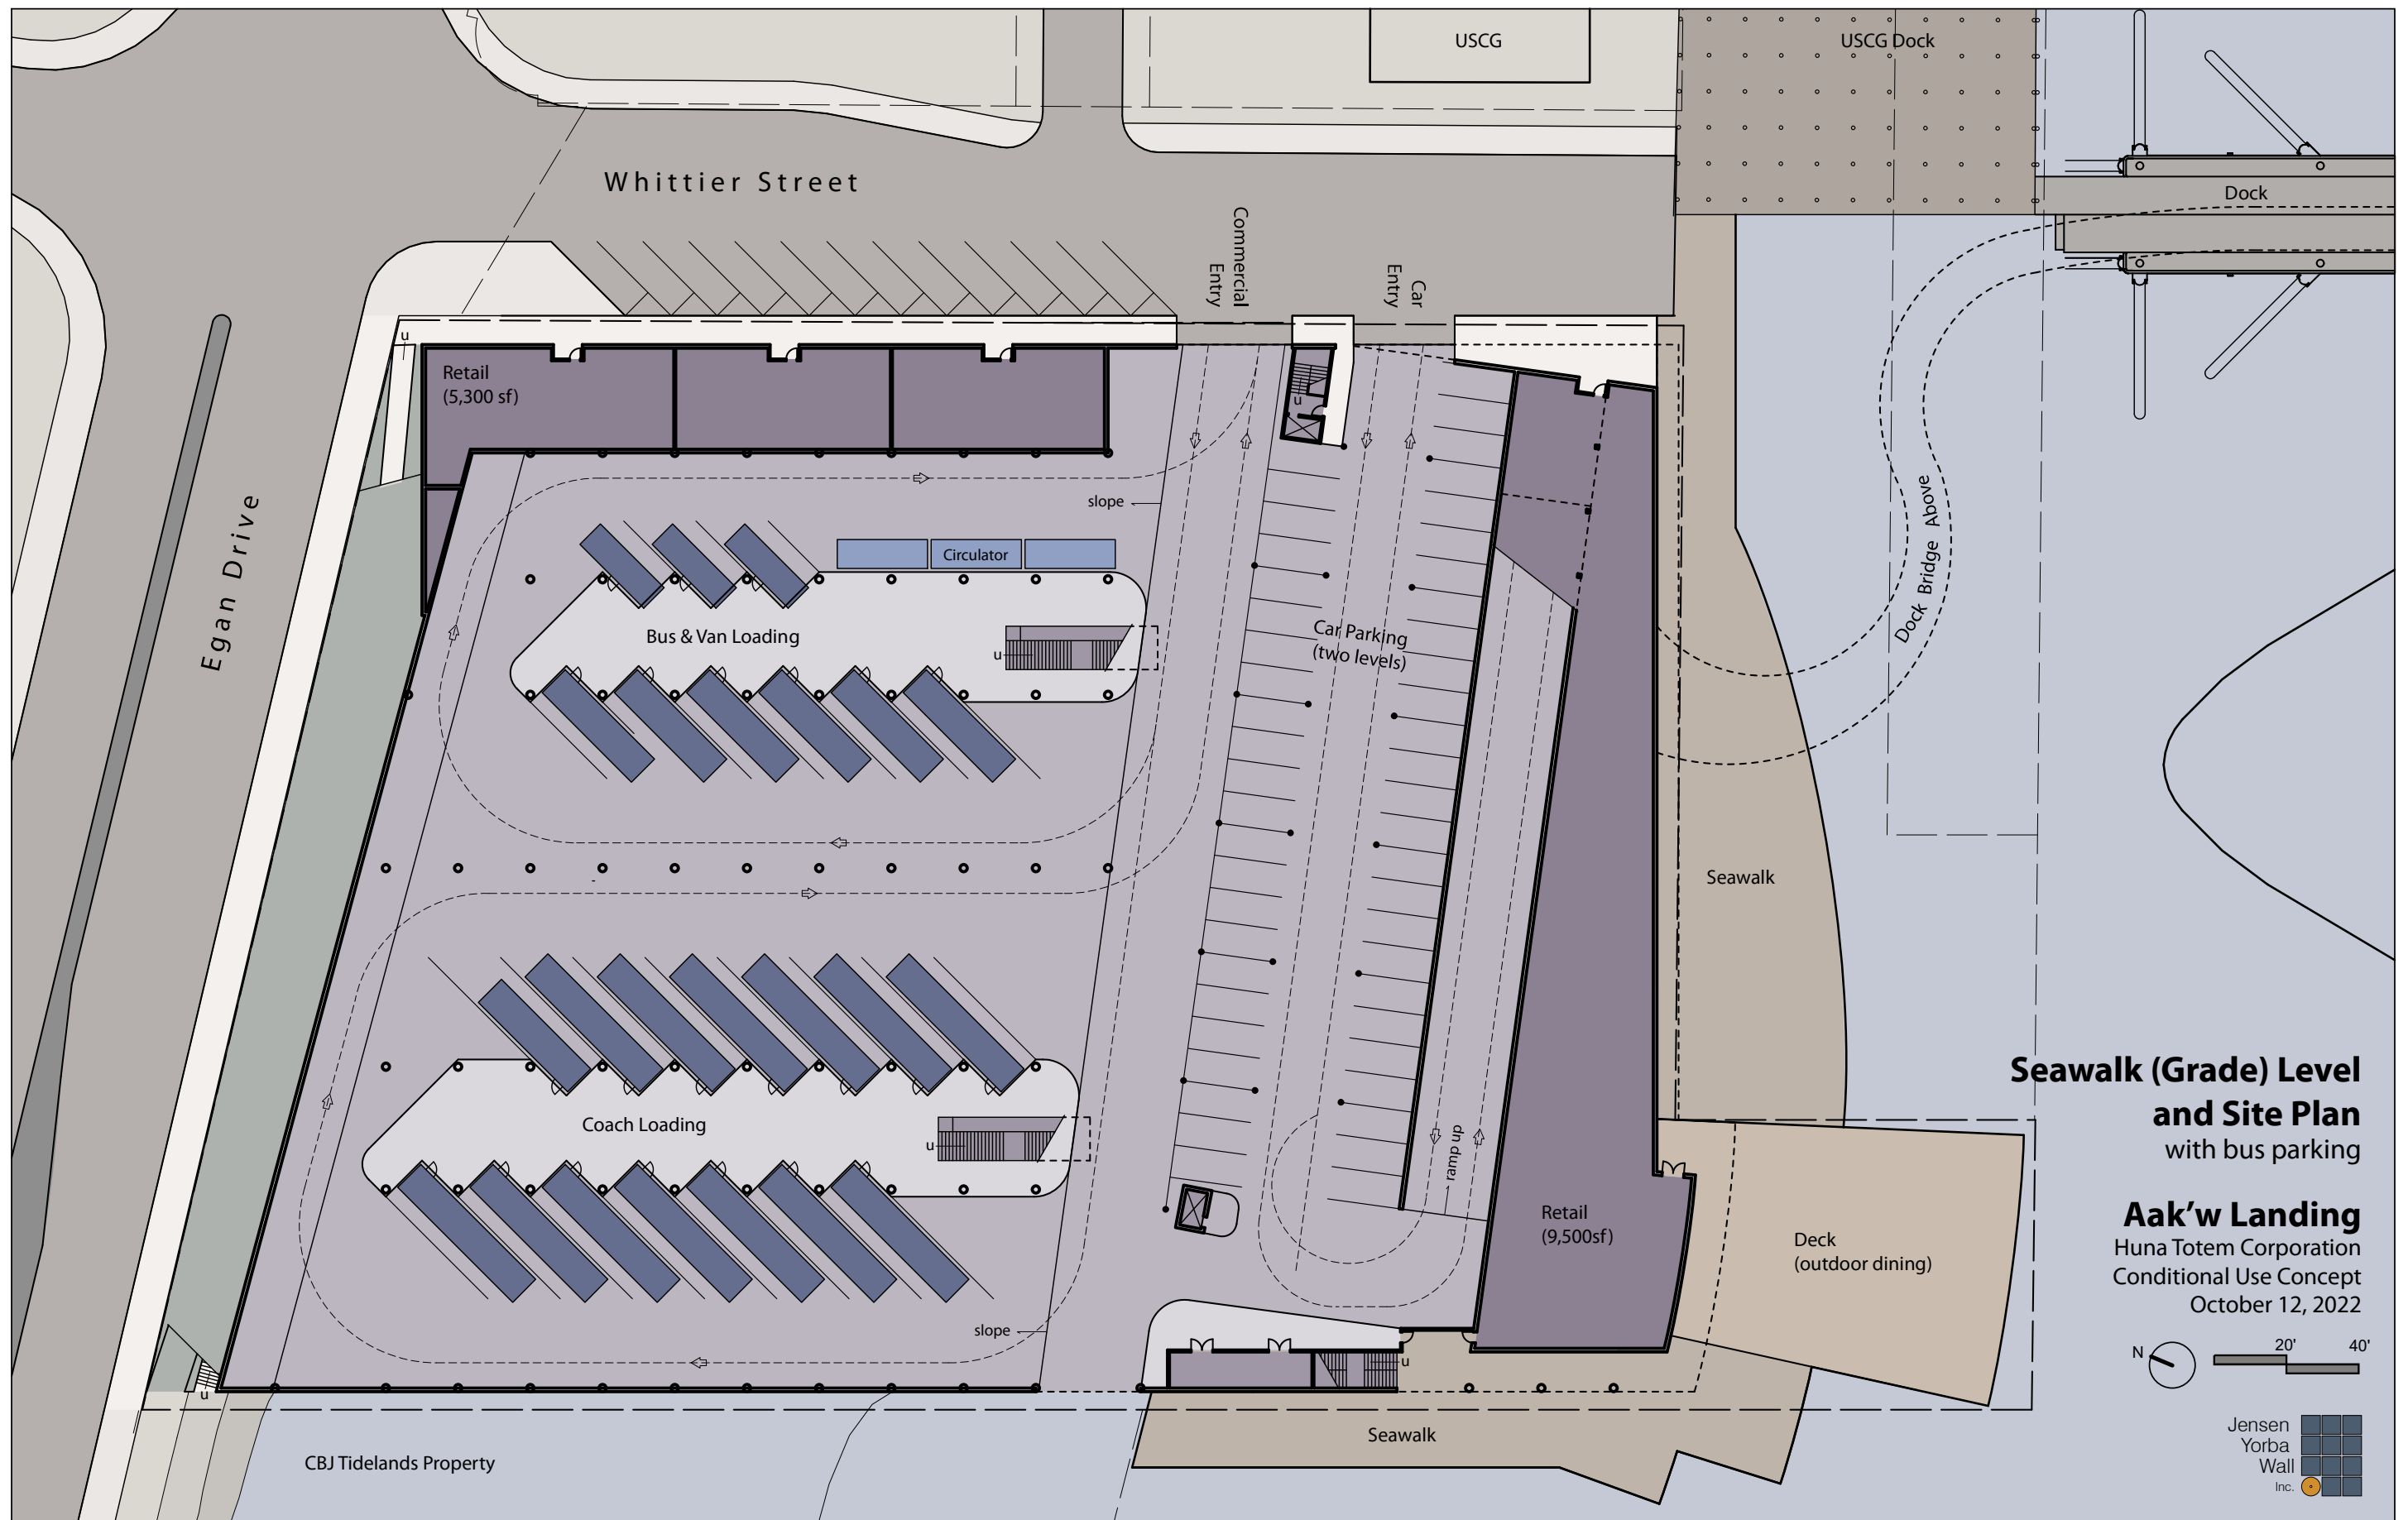 USCG
USCG Dock
Whittier Street
Dock
Commercial
Entry
Car
Entry
u
Retail
(5,300 sf)
u
slope
Egan Drive
Circulator
Dock Bridge Above
Bus & Van Loading
u
Car Parking
(two levels)
Seawalk
Seawalk (Grade) Level
and Site Plan
with bus parking
Coach Loading
u
ramp up
Aak’w Landing
Huna Totem Corporation
Conditional Use Concept
October 12, 2022
Retail
(9,500sf)
Deck
(outdoor dining)
slope
20' 40'
N
u
u
Seawalk
CBJ Tidelands Property
Jensen
Yorba
Wall
Inc.